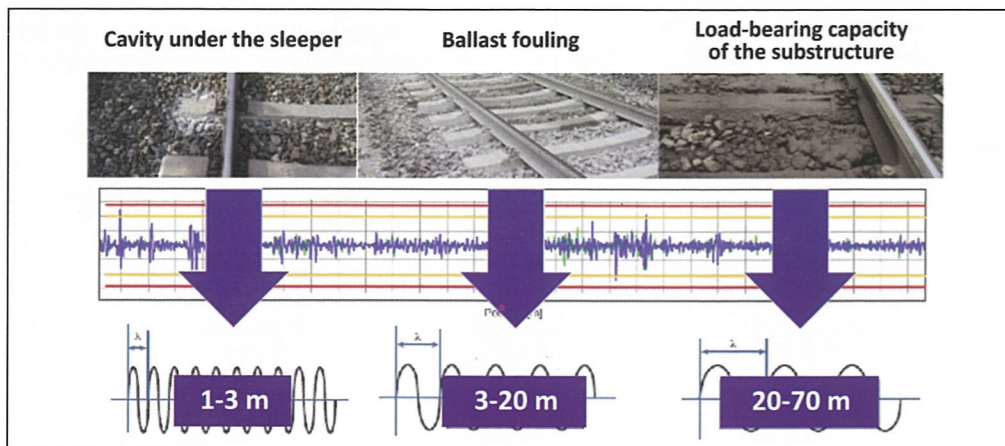 Cavity under the sleeper
Ballast fouling
Load-bearing capacity
of the substructure
λ
λ
λ
1-3 m
3-20 m
20-70 m